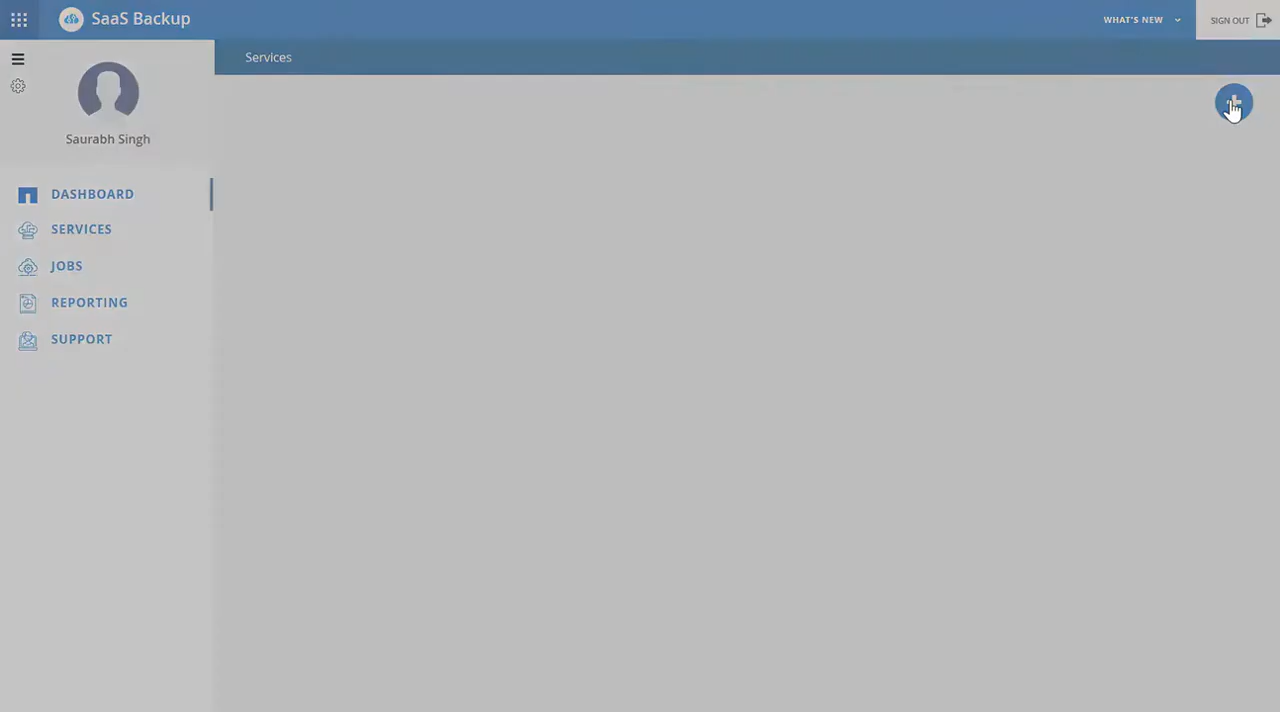 SaaS Backup
WHAT'S NEW
SIGN OUT
Services
Saurabh Singh
DASHBOARD
SERVICES
JOBS
REPORTING
SUPPORT